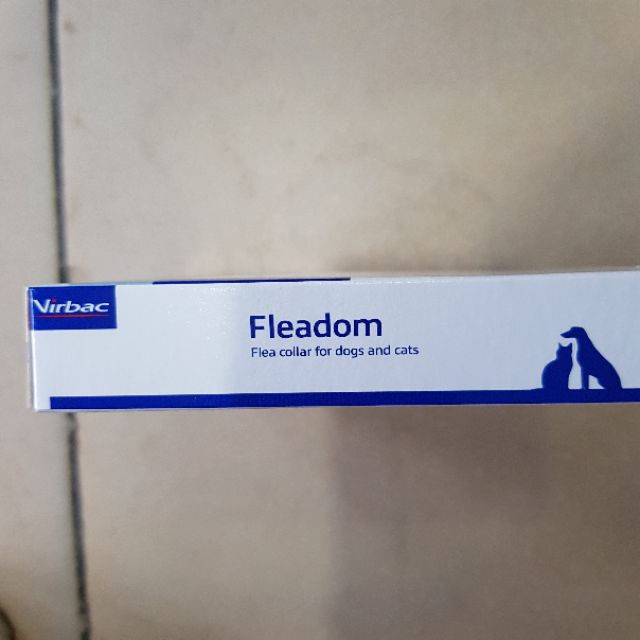 Virbac
Fleadom
Flea collar for dogs and cats